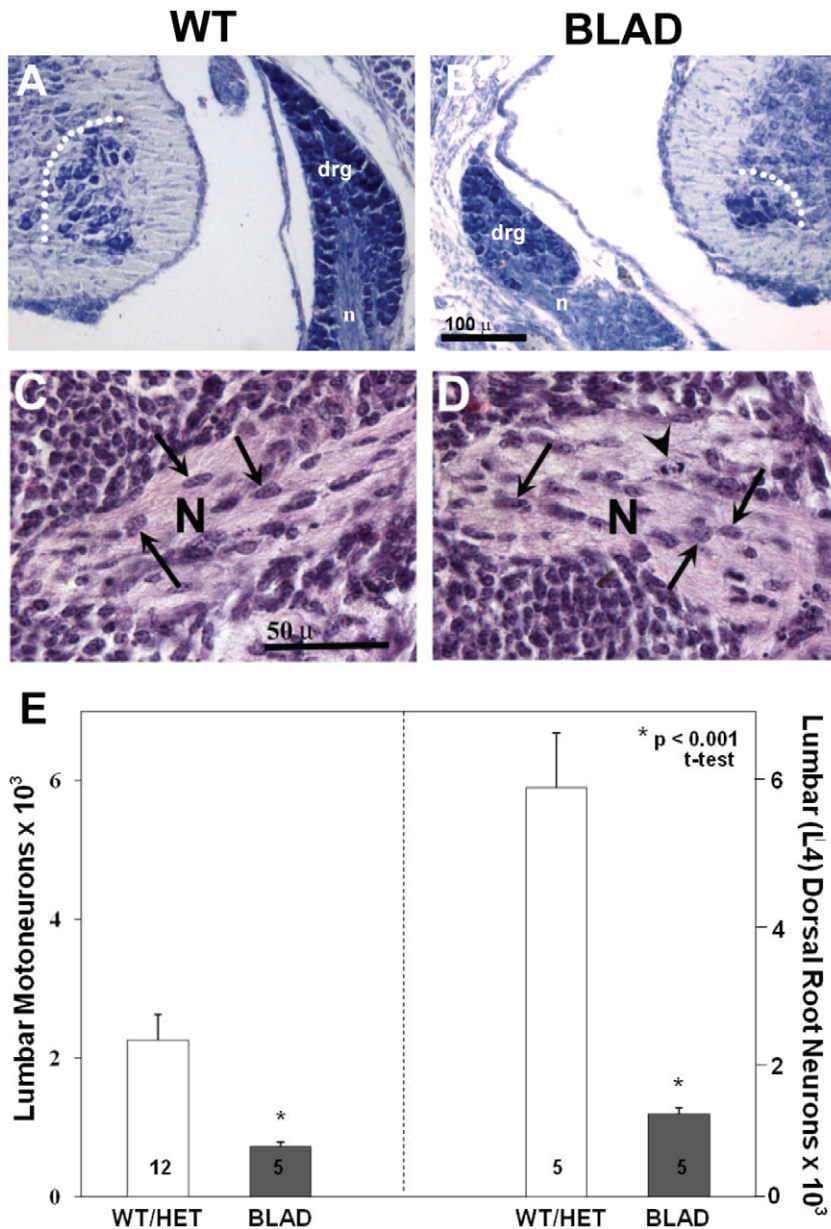 WT
BLAD
A
drg
n
B
drg
n
100 μ
C
N
50 μ
D
N
E
* p < 0.001
t-test
Lumbar Motoneurons x 10³
6
4
2
0
*
12
5
WT/HET
BLAD
*
5
5
WT/HET
BLAD
6
4
2
0
Lumbar (L4) Dorsal Root Neurons x 10³